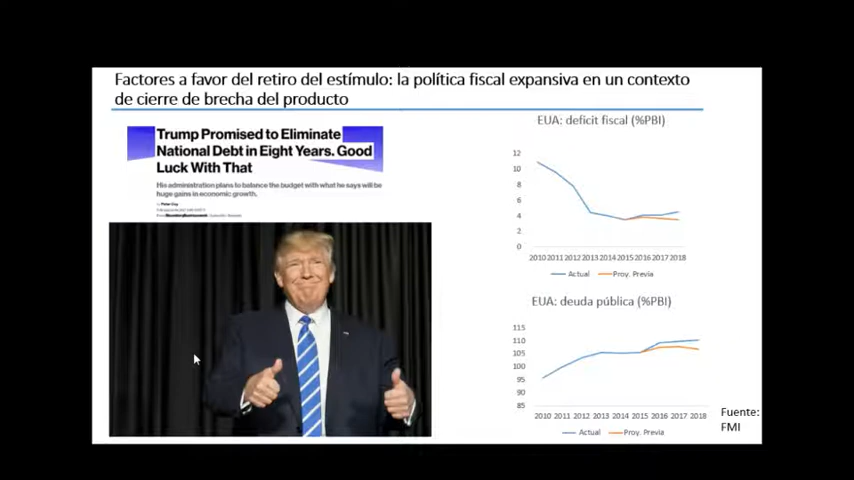 Factores a favor del retiro del estímulo: la política fiscal expansiva en un contexto
de cierre de brecha del producto
Trump Promised to Eliminate
National Debt in Eight Years. Good
Luck With That
His administration plans to balance the budget with what he says will be
huge gains in economic growth.
By Peter Coy
EUA: deficit fiscal (%PBI)
12
10
8
6
4
2
0
2010 2011 2012 2013 2014 2015 2016 2017 2018
Actual Proy. Previa
EUA: deuda pública (%PBI)
115
110
105
100
95
90
85
2010 2011 2012 2013 2014 2015 2016 2017 2018
Actual Proy. Previa
Fuente:
FMI